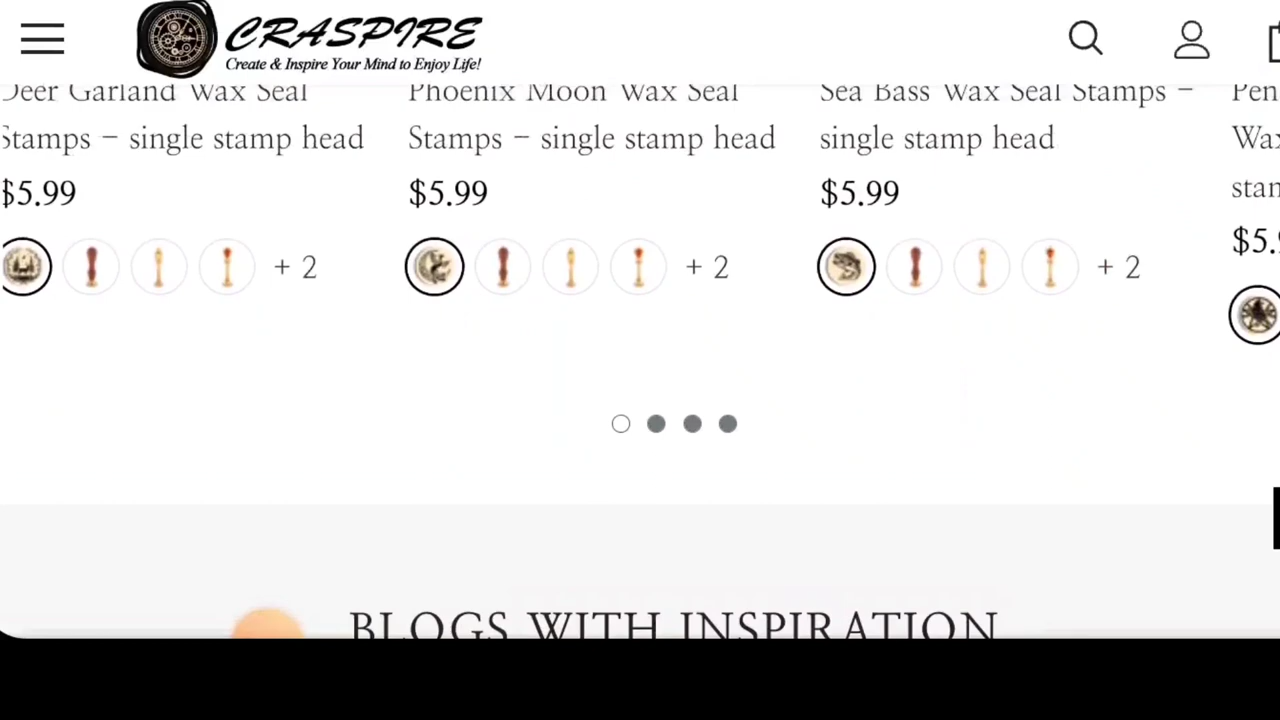 CRASPIRE
Create & Inspire Your Mind to Enjoy Life!
Deer Garland Wax Seal
Stamps – single stamp head
$5.99
+ 2
Phoenix Moon Wax Seal
Stamps – single stamp head
$5.99
+ 2
Sea Bass Wax Seal Stamps –
single stamp head
$5.99
+ 2
BLOGS WITH INSPIRATION